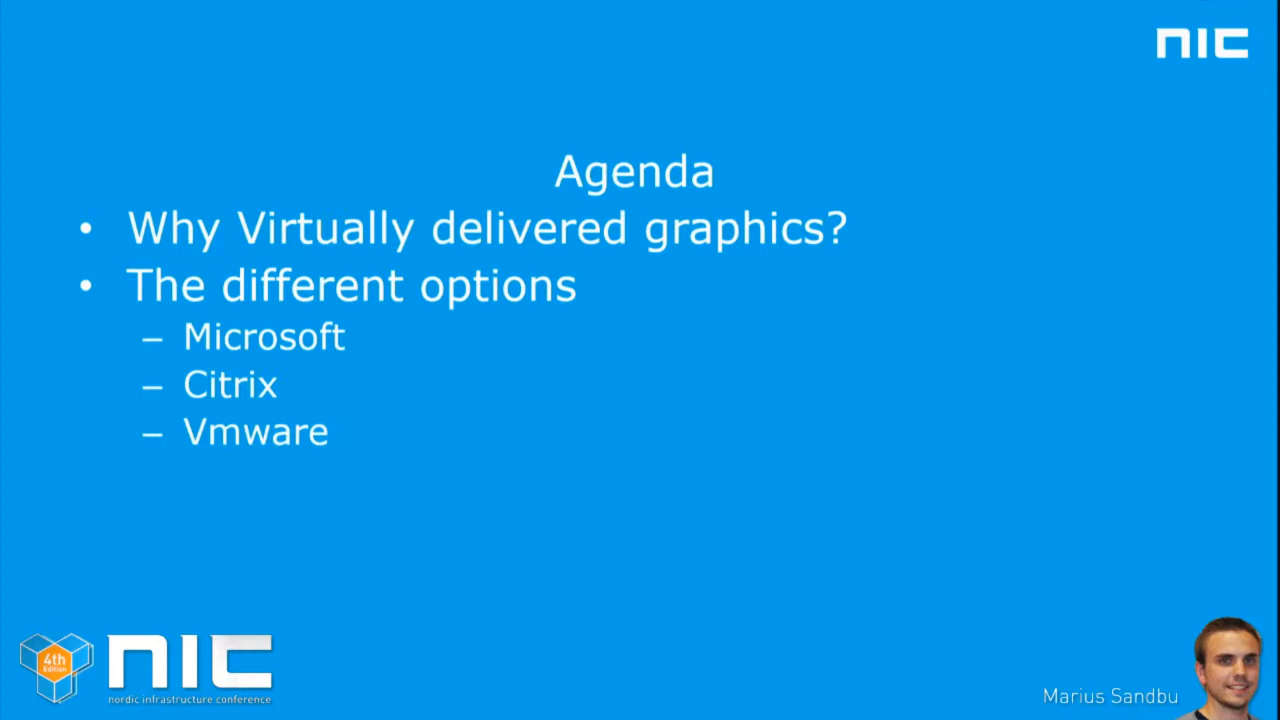 NIC
Agenda
• Why Virtually delivered graphics?
• The different options
– Microsoft
– Citrix
– Vmware
4th
Edition
NIC
nordic infrastructure conference
Marius Sandbu